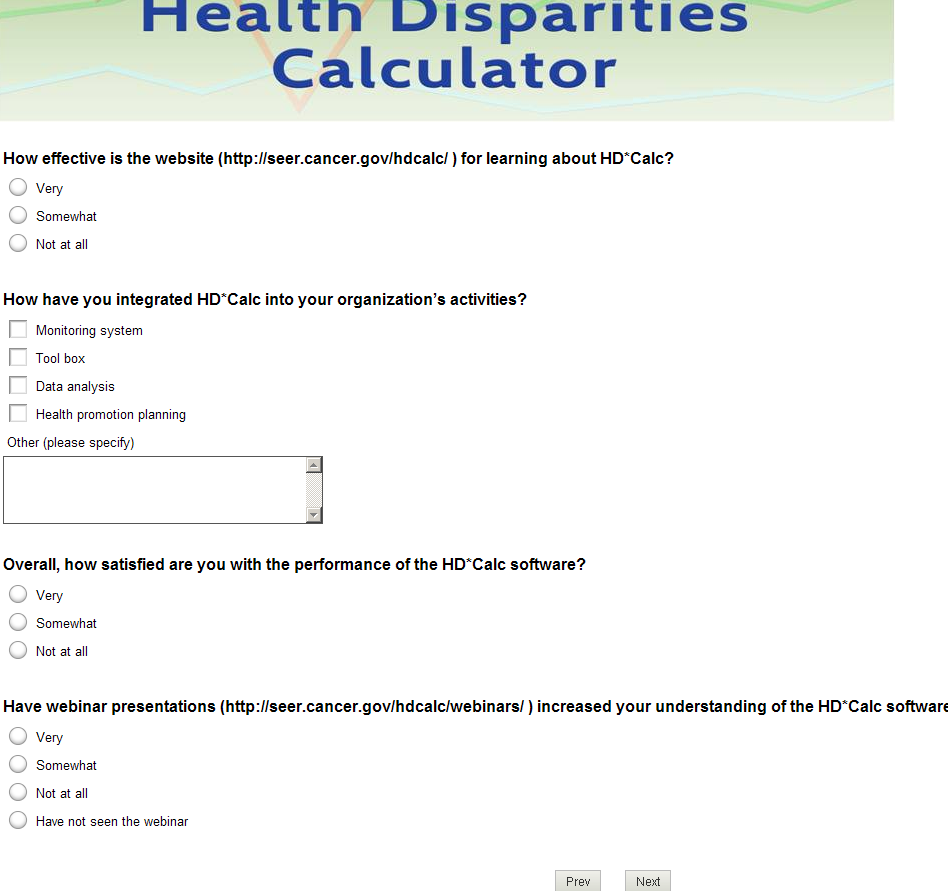 Health Disparities
Calculator
How effective is the website (http://seer.cancer.gov/hdcalc/ ) for learning about HD*Calc?
Very
Somewhat
Not at all
How have you integrated HD*Calc into your organization’s activities?
Monitoring system
Tool box
Data analysis
Health promotion planning
Other (please specify)
Overall, how satisfied are you with the performance of the HD*Calc software?
Very
Somewhat
Not at all
Have webinar presentations (http://seer.cancer.gov/hdcalc/webinars/ ) increased your understanding of the HD*Calc software
Very
Somewhat
Not at all
Have not seen the webinar
Prev Next